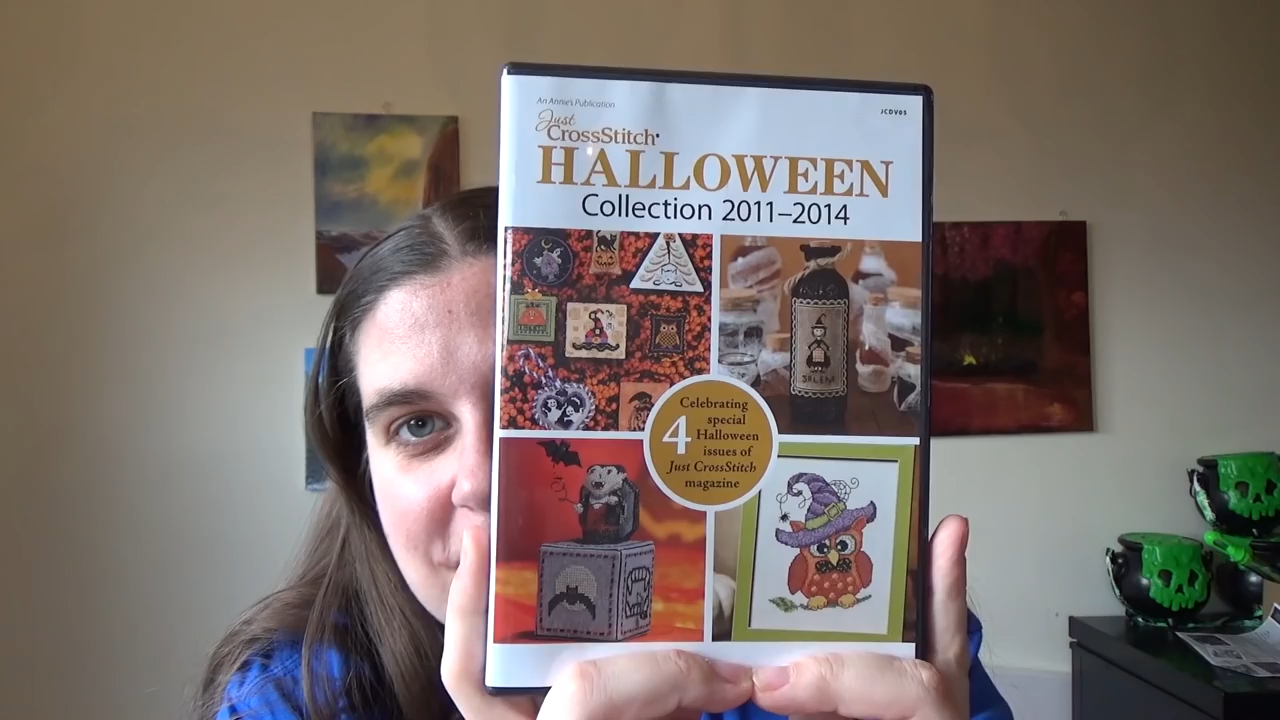 An Annie's Publication
JCDV05
Just
CrossStitch
HALLOWEEN
Collection 2011–2014
Celebrating
4 special
Halloween
issues of
Just CrossStitch
magazine
SALEM